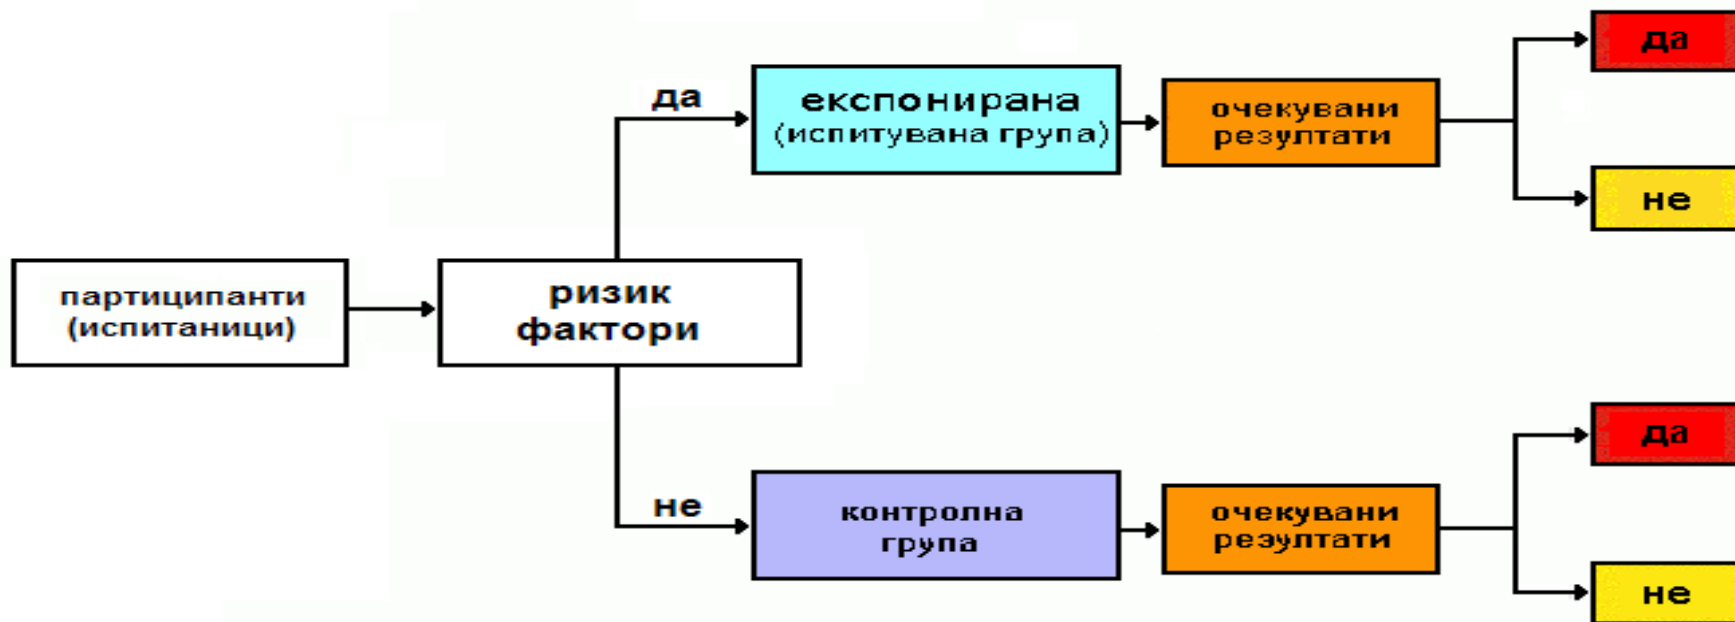 партиципанти
(испитаници)
ризик
фактори
да
експонирана
(испитувана група)
очекувани
резултати
да
не
не
контролна
група
очекувани
резултати
да
не